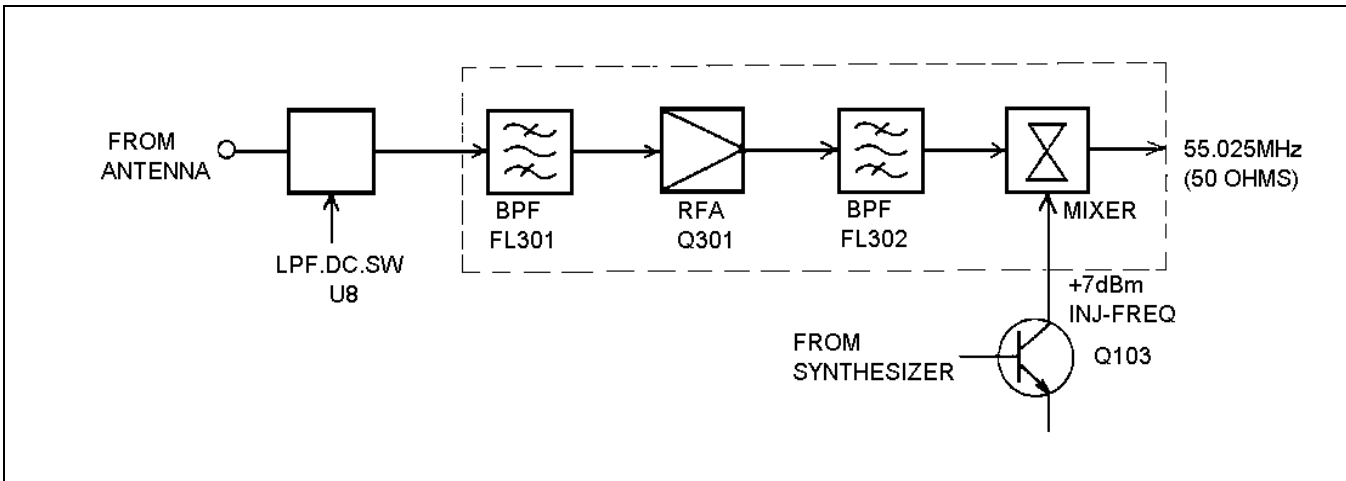 FROM
ANTENNA
LPF.DC.SW
U8
BPF
FL301
RFA
Q301
BPF
FL302
MIXER
55.025MHz
(50 OHMS)
+7dBm
INJ-FREQ
Q103
FROM
SYNTHESIZER